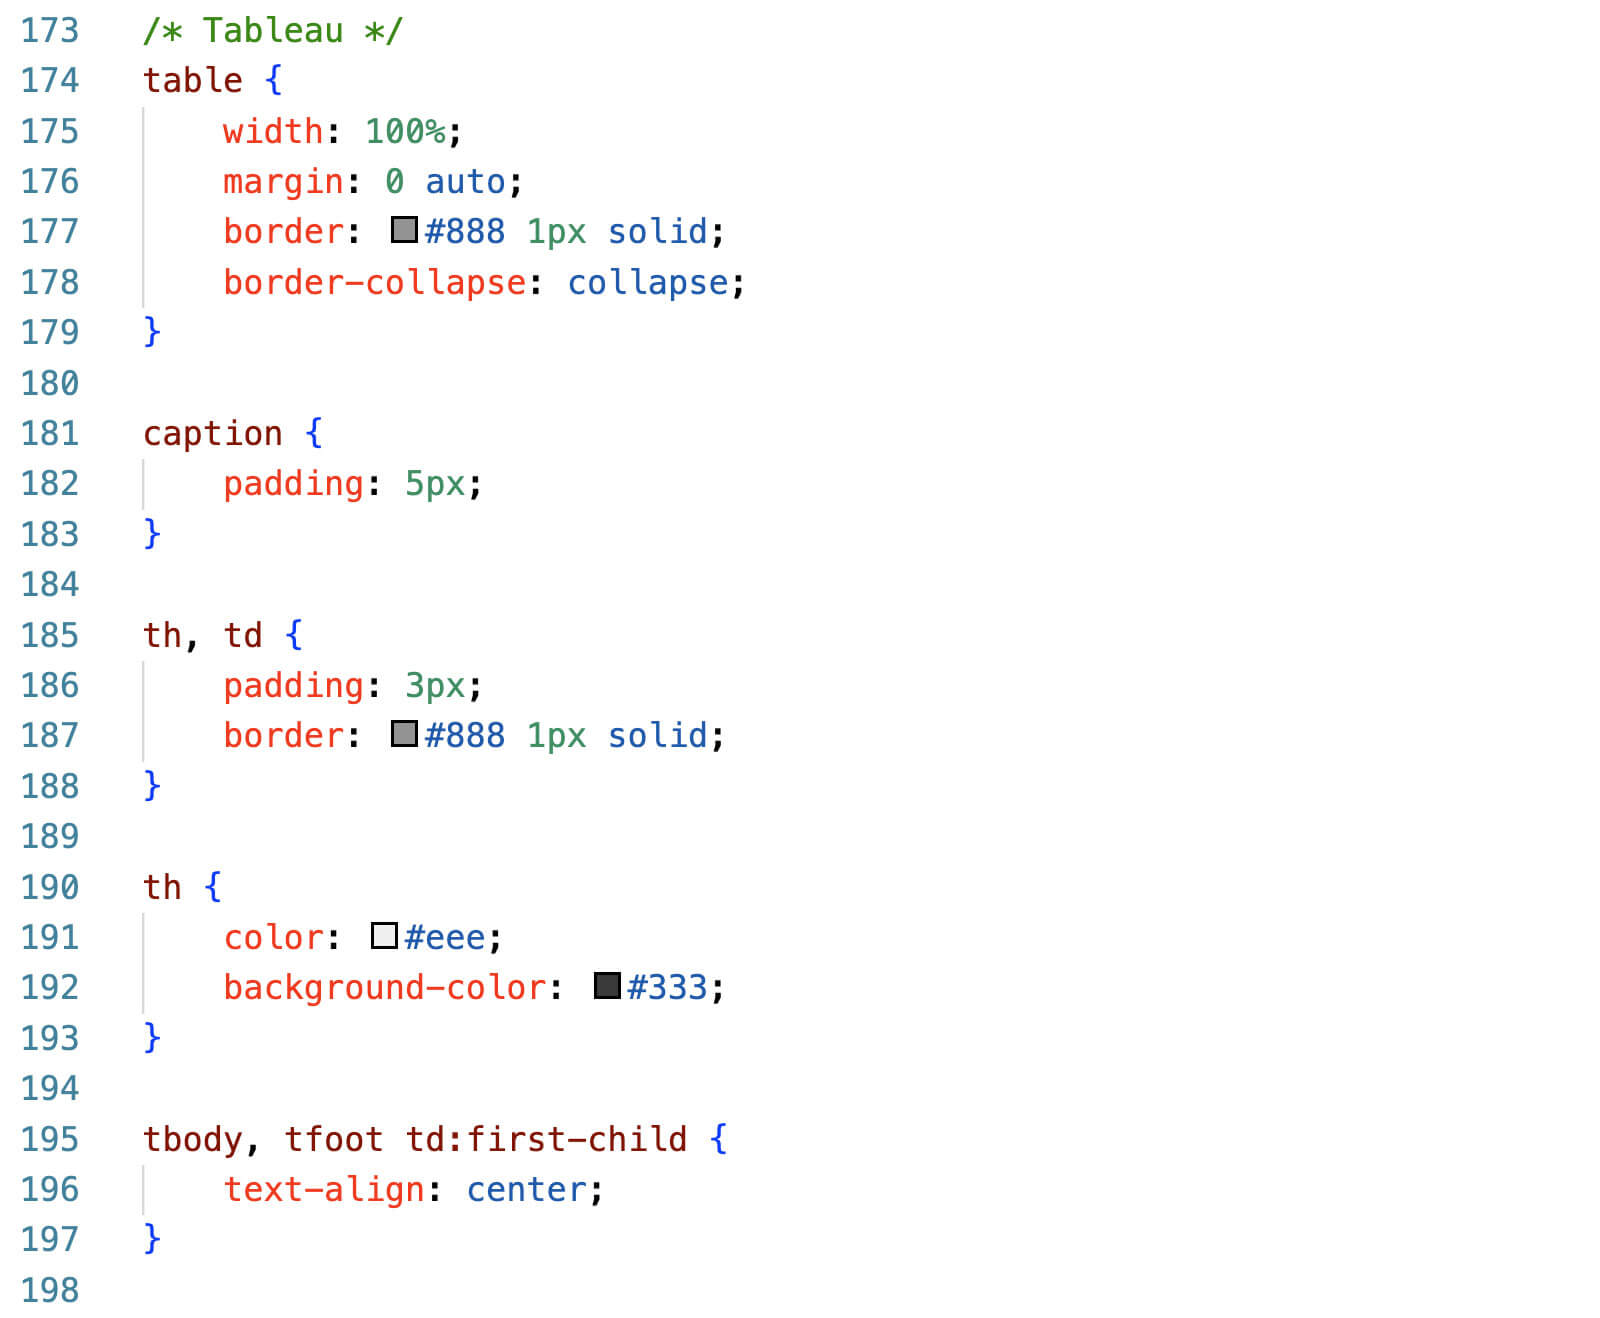 173 /* Tableau */
174 table {
175     width: 100%;
176     margin: 0 auto;
177     border: #888 1px solid;
178     border-collapse: collapse;
179 }
180
181 caption {
182     padding: 5px;
183 }
184
185 th, td {
186     padding: 3px;
187     border: #888 1px solid;
188 }
189
190 th {
191     color: #eee;
192     background-color: #333;
193 }
194
195 tbody, tfoot td:first-child {
196     text-align: center;
197 }
198